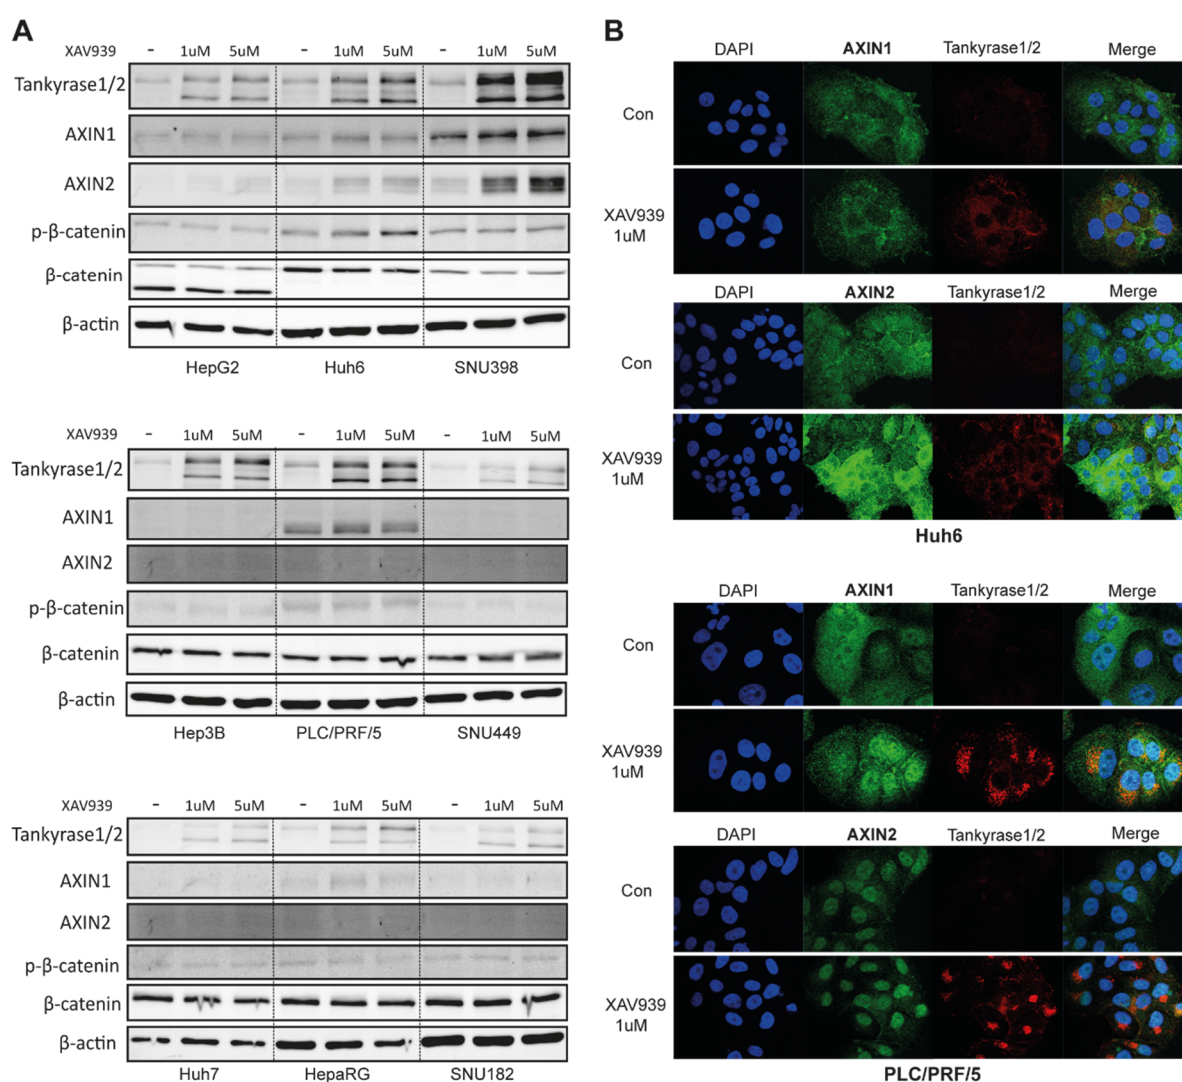 A
XAV939 - 1uM 5uM - 1uM 5uM - 1uM 5uM
Tankyrase1/2
AXIN1
AXIN2
p-β-catenin
β-catenin
β-actin
HepG2 Huh6 SNU398
XAV939 - 1uM 5uM - 1uM 5uM - 1uM 5uM
Tankyrase1/2
AXIN1
AXIN2
p-β-catenin
β-catenin
β-actin
Hep3B PLC/PRF/5 SNU449
XAV939 - 1uM 5uM - 1uM 5uM - 1uM 5uM
Tankyrase1/2
AXIN1
AXIN2
p-β-catenin
β-catenin
β-actin
Huh7 HepaRG SNU182
B
DAPI AXIN1 Tankyrase1/2 Merge
Con
XAV939
1uM
DAPI AXIN2 Tankyrase1/2 Merge
Con
XAV939
1uM
Huh6
DAPI AXIN1 Tankyrase1/2 Merge
Con
XAV939
1uM
DAPI AXIN2 Tankyrase1/2 Merge
Con
XAV939
1uM
PLC/PRF/5